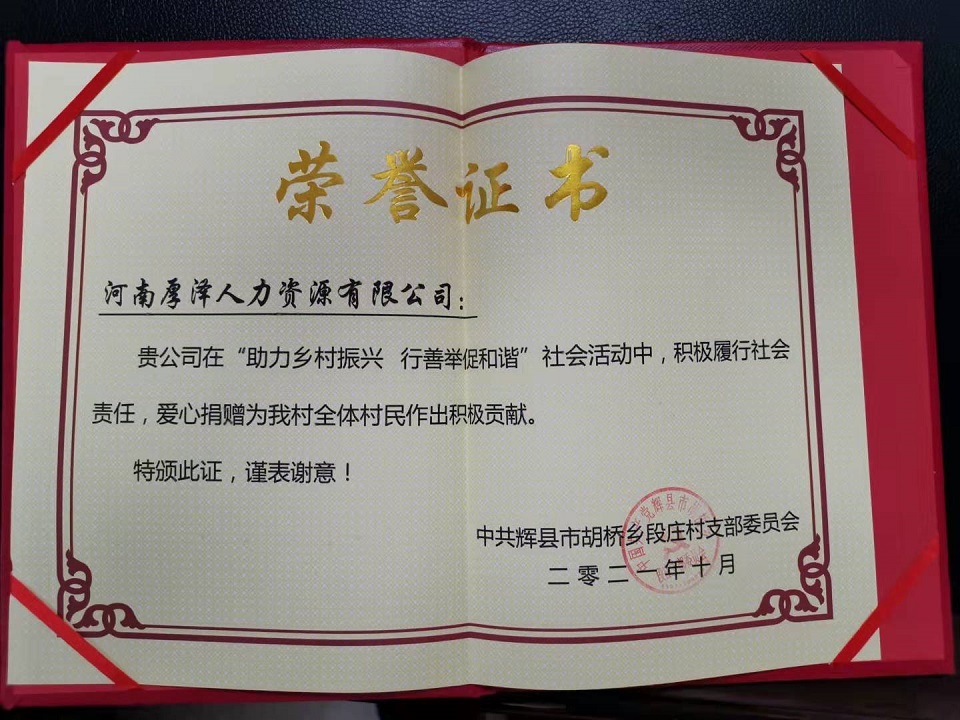 荣誉证书
河南厚泽人力资源有限公司：
贵公司在“助力乡村振兴 行善举促和谐”社会活动中，积极履行社会
责任，爱心捐赠为我村全体村民作出积极贡献。
特颁此证，谨表谢意！
中共辉县市胡桥乡段庄村支部委员会
二零二一年十月